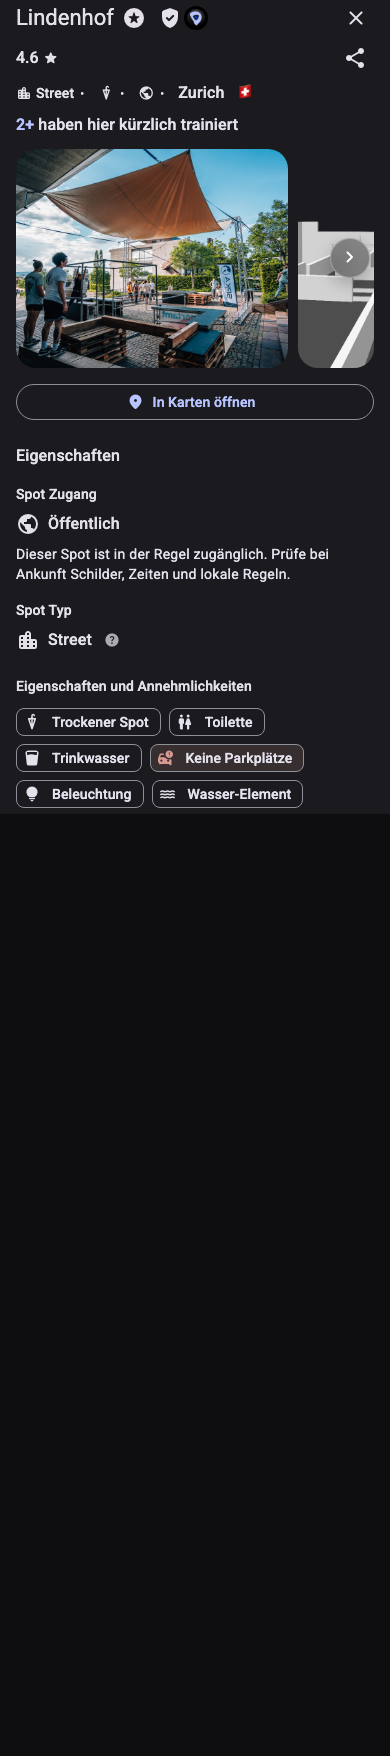 Lindenhof
4.6
Street · · · Zurich
2+ haben hier kürzlich trainiert
In Karten öffnen
Eigenschaften
Spot Zugang
Öffentlich
Dieser Spot ist in der Regel zugänglich. Prüfe bei
Ankunft Schilder, Zeiten und lokale Regeln.
Spot Typ
Street ?
Eigenschaften und Annehmlichkeiten
Trockener Spot Toilette
Trinkwasser Keine Parkplätze
Beleuchtung Wasser-Element